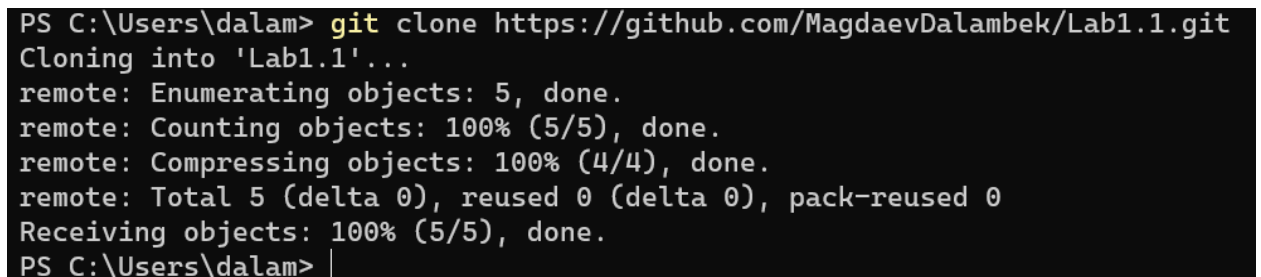 PS C:\Users\dalam> git clone https://github.com/MagdaevDalambek/Lab1.1.git
Cloning into 'Lab1.1'...
remote: Enumerating objects: 5, done.
remote: Counting objects: 100% (5/5), done.
remote: Compressing objects: 100% (4/4), done.
remote: Total 5 (delta 0), reused 0 (delta 0), pack-reused 0
Receiving objects: 100% (5/5), done.
PS C:\Users\dalam>